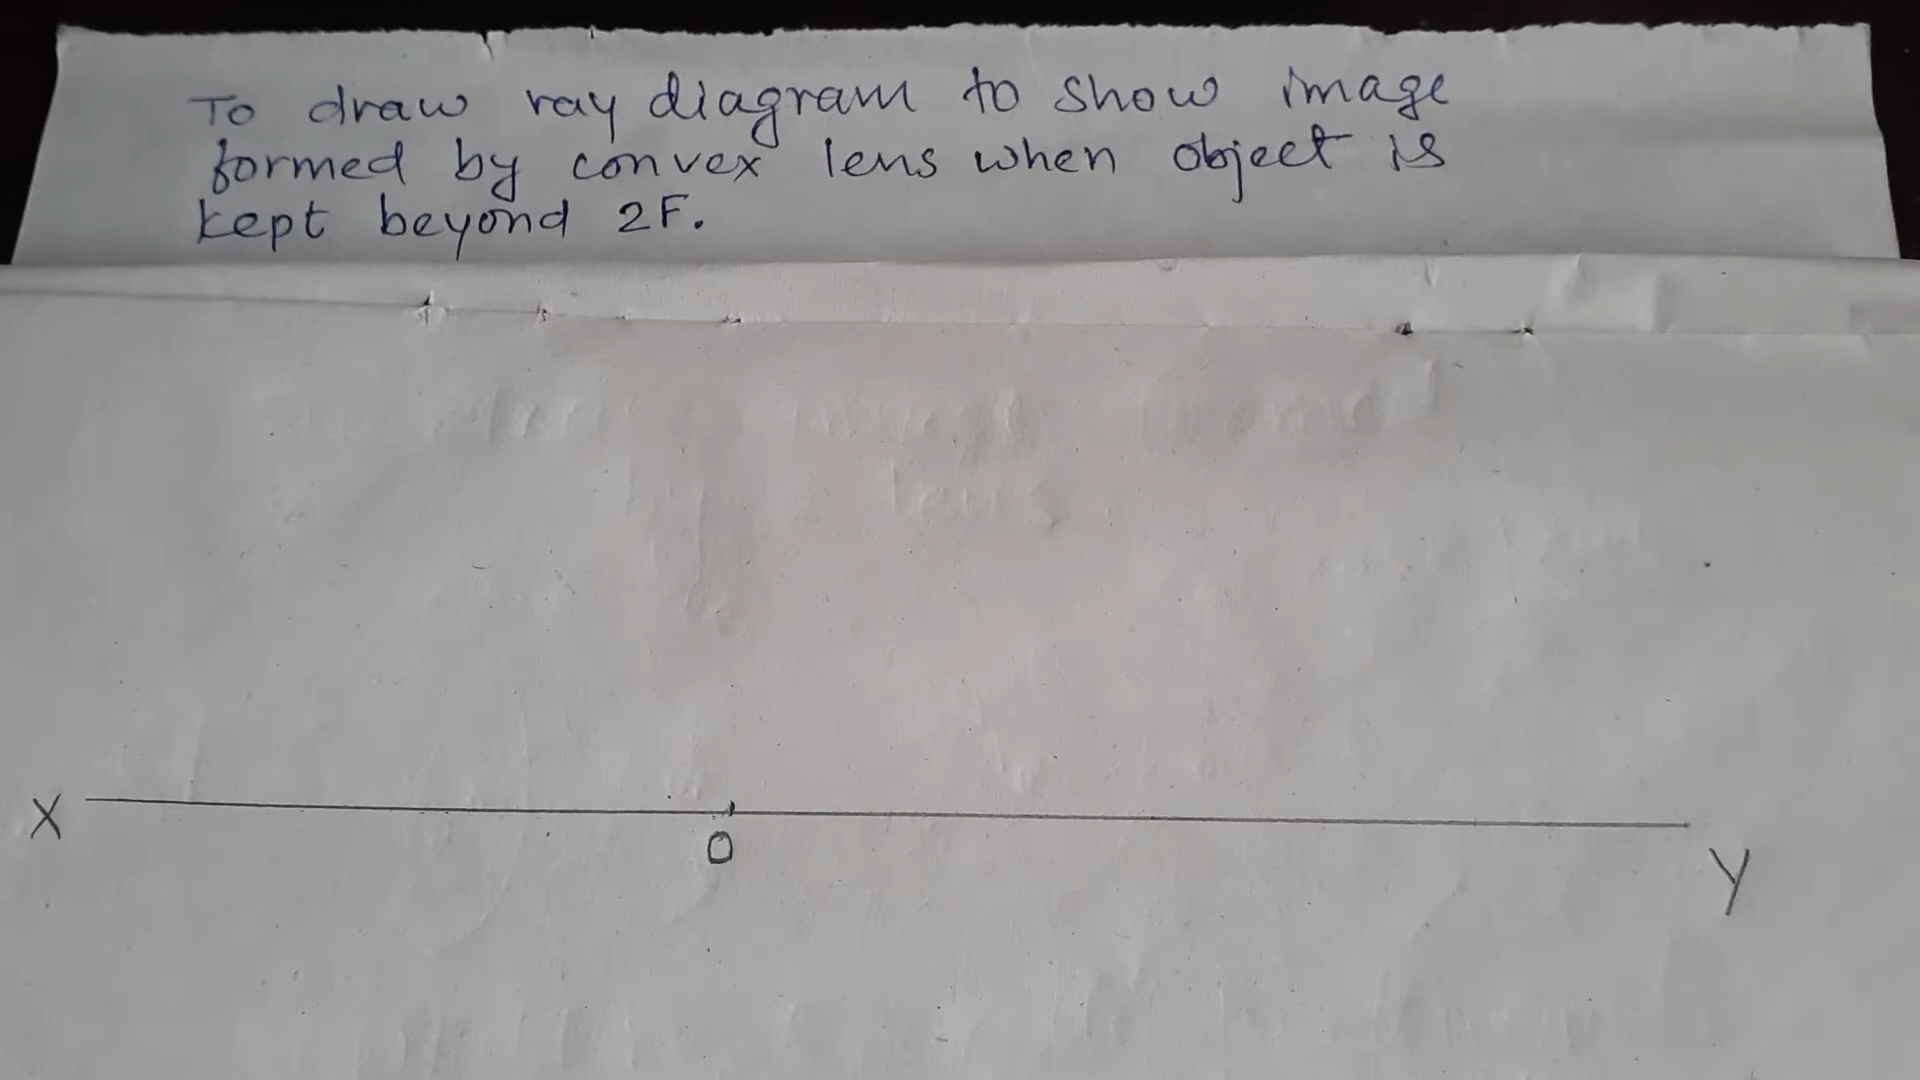 To draw ray diagram to show image
formed by convex lens when object is
kept beyond 2F.
X
O
Y